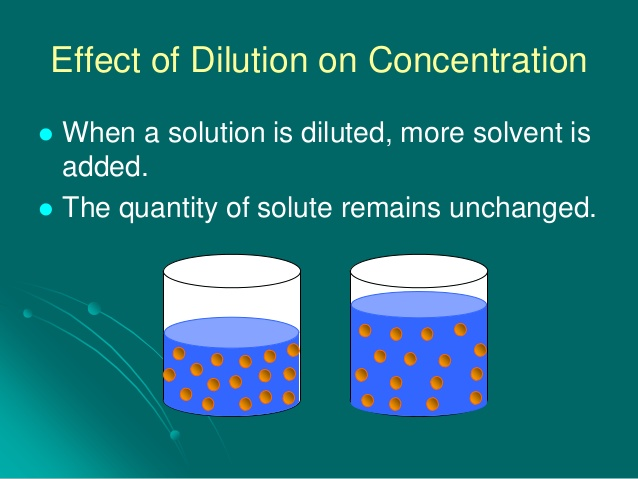 Effect of Dilution on Concentration
When a solution is diluted, more solvent is
added.
The quantity of solute remains unchanged.